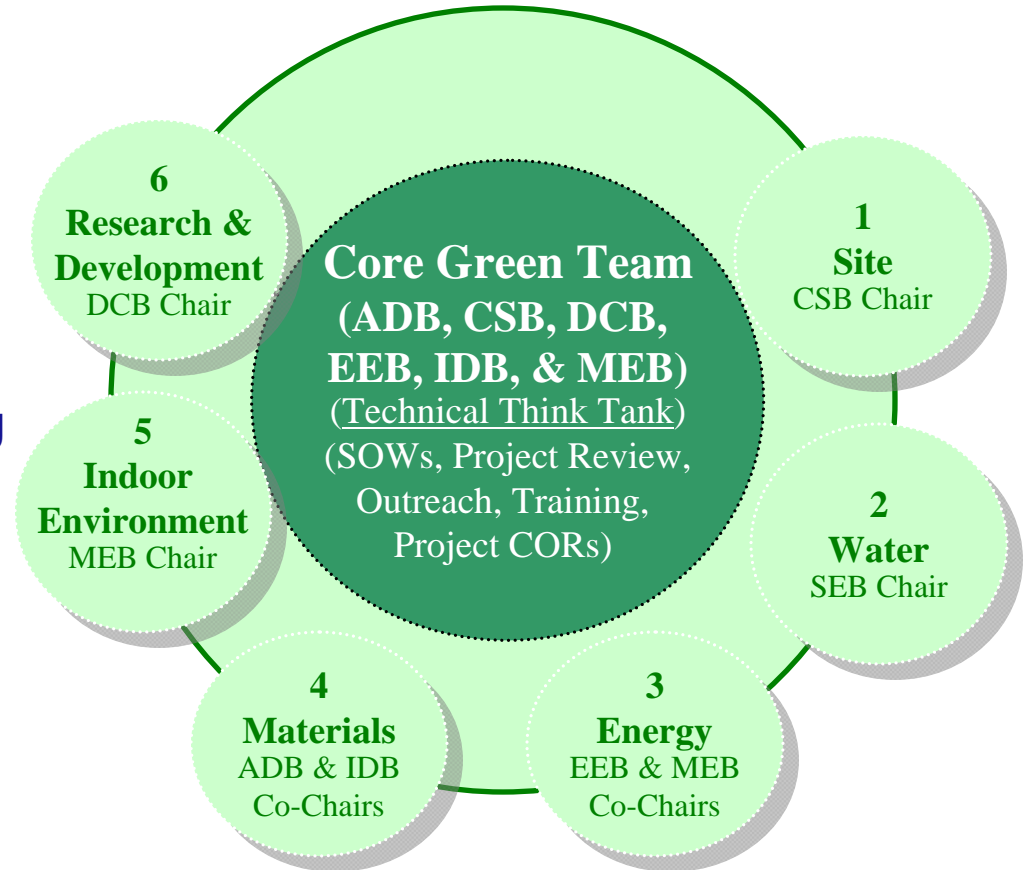 Core Green Team
(ADB, CSB, DCB,
EEB, IDB, & MEB)
(Technical Think Tank)
(SOWs, Project Review,
Outreach, Training,
Project CORs)
1
Site
CSB Chair
2
Water
SEB Chair
3
Energy
EEB & MEB
Co-Chairs
4
Materials
ADB & IDB
Co-Chairs
5
Indoor
Environment
MEB Chair
6
Research &
Development
DCB Chair